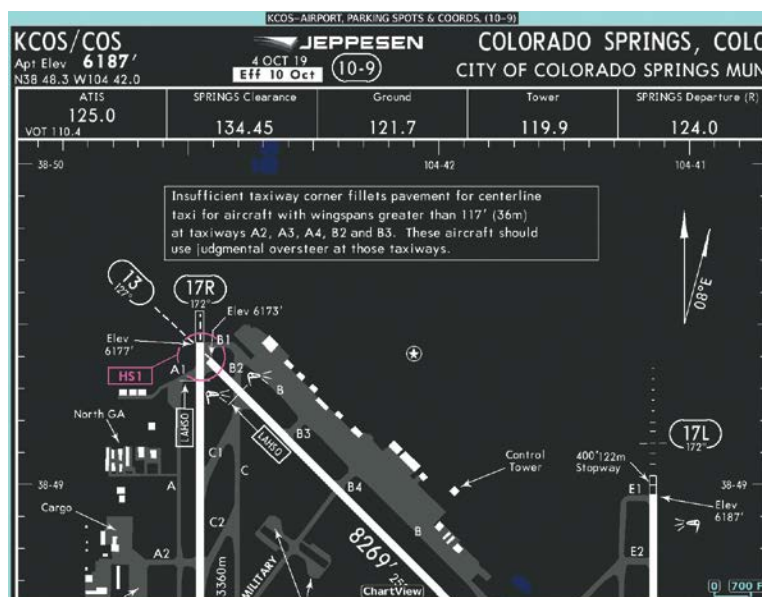 KCOS-AIRPORT, PARKING SPOTS & COORDS, (10-9)
KCOS/COS
Apt Elev 6187'
N38 48.3 W104 42.0
JEPPESEN
4 OCT 19
Eff 10 Oct
10-9
COLORADO SPRINGS, COLO
CITY OF COLORADO SPRINGS MUN
ATIS
125.0
VOT 110.4
SPRINGS Clearance
134.45
Ground
121.7
Tower
119.9
SPRINGS Departure (R)
124.0
38-50
104-42
104-41
Insufficient taxiway corner fillets pavement for centerline
taxi for aircraft with wingspans greater than 117' (36m)
at taxiways A2, A3, A4, B2 and B3. These aircraft should
use judgmental oversteer at those taxiways.
08°E
13
127°
17R
172°
Elev 6173'
Elev
6177'
B1
HS1
A1
B2
B
North GA
LAHSO
LAHSO
B3
17L
172°
C1
Control
Tower
400'122m
Stopway
38-49
38-49
A
C
B4
E1
Elev
6187'
Cargo
C2
8269'
B
A2
E2
3360m
MILITARY
ChartView
0
700 F